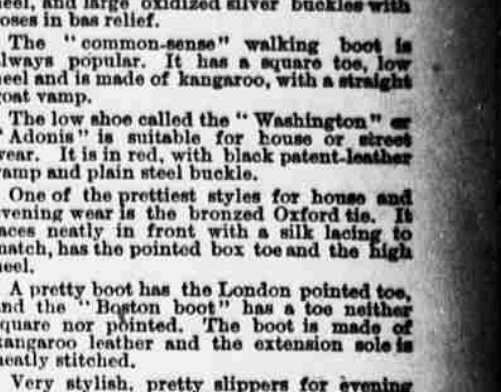 eel, and large oxidized silver buckles with
oses in bas relief.
The "common-sense" walking boot is
lways popular. It has a square toe, low
eel and is made of kangaroo, with a straight
oat vamp.
The low shoe called the "Washington" or
"Adonis" is suitable for house or street
wear. It is in red, with black patent-leather
vamp and plain steel buckle.
One of the prettiest styles for house and
evening wear is the bronzed Oxford tie. It
aces neatly in front with a silk lacing to
match, has the pointed box toe and the high
eel.
A pretty boot has the London pointed toe,
and the "Boston boot" has a toe neither
square nor pointed. The boot is made of
kangaroo leather and the extension sole is
neatly stitched.
Very stylish, pretty slippers for evening